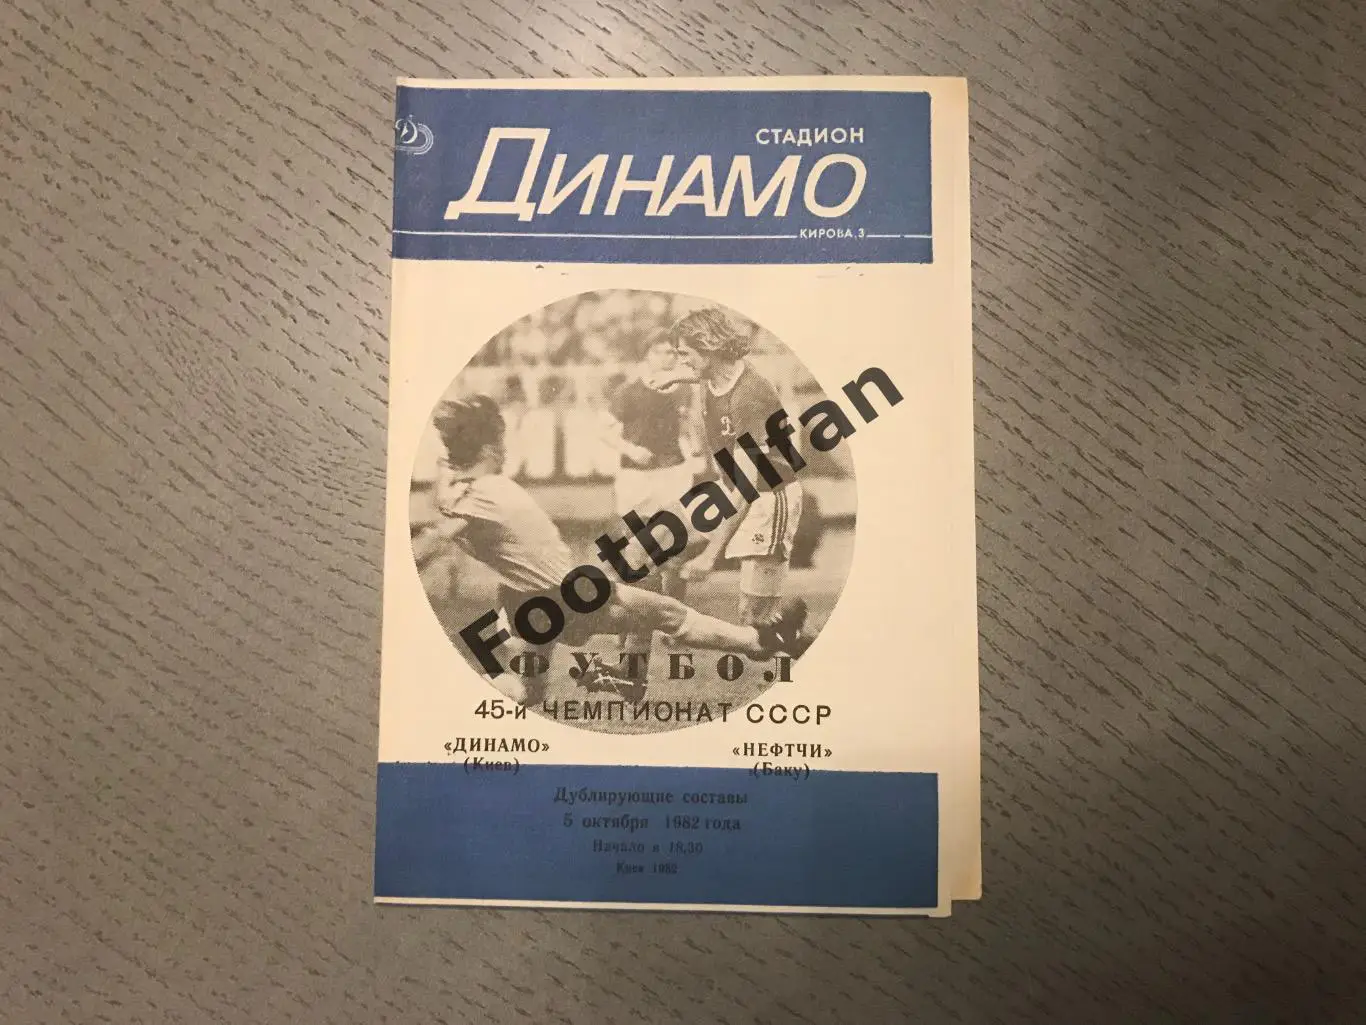 СТАДИОН
ДИНАМО
КИРОВА, 3
Footballfan
ФУТБОЛ
45-й ЧЕМПИОНАТ СССР
«ДИНАМО» «НЕФТЧИ»
(Киев) (Баку)
Дублирующие составы
5 октября 1982 года
Начало в 18.30
Киев 1982